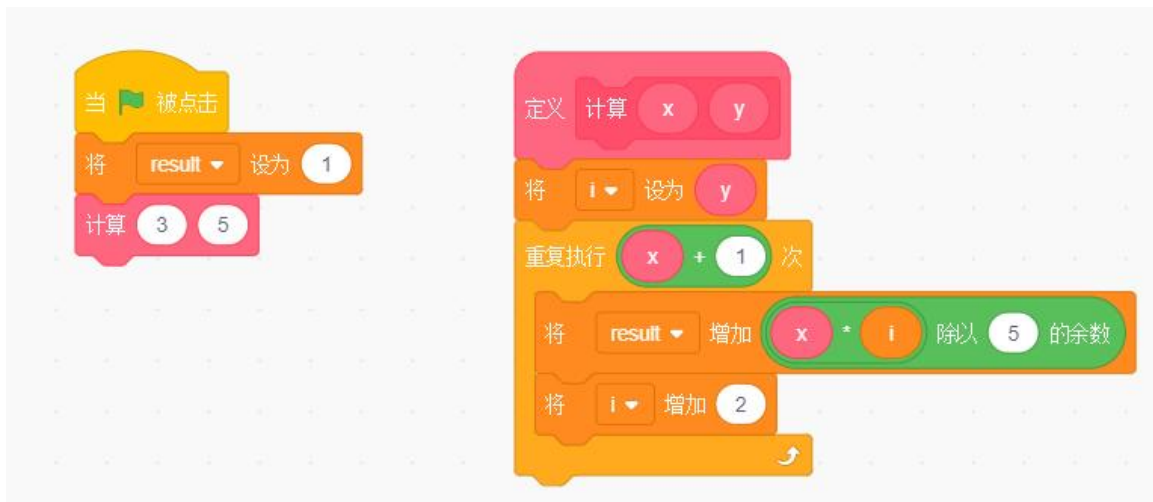 当 被点击
将 result 设为 1
计算 3 5
定义 计算 x y
将 i 设为 y
重复执行 x + 1 次
将 result 增加 x * i 除以 5 的余数
将 i 增加 2